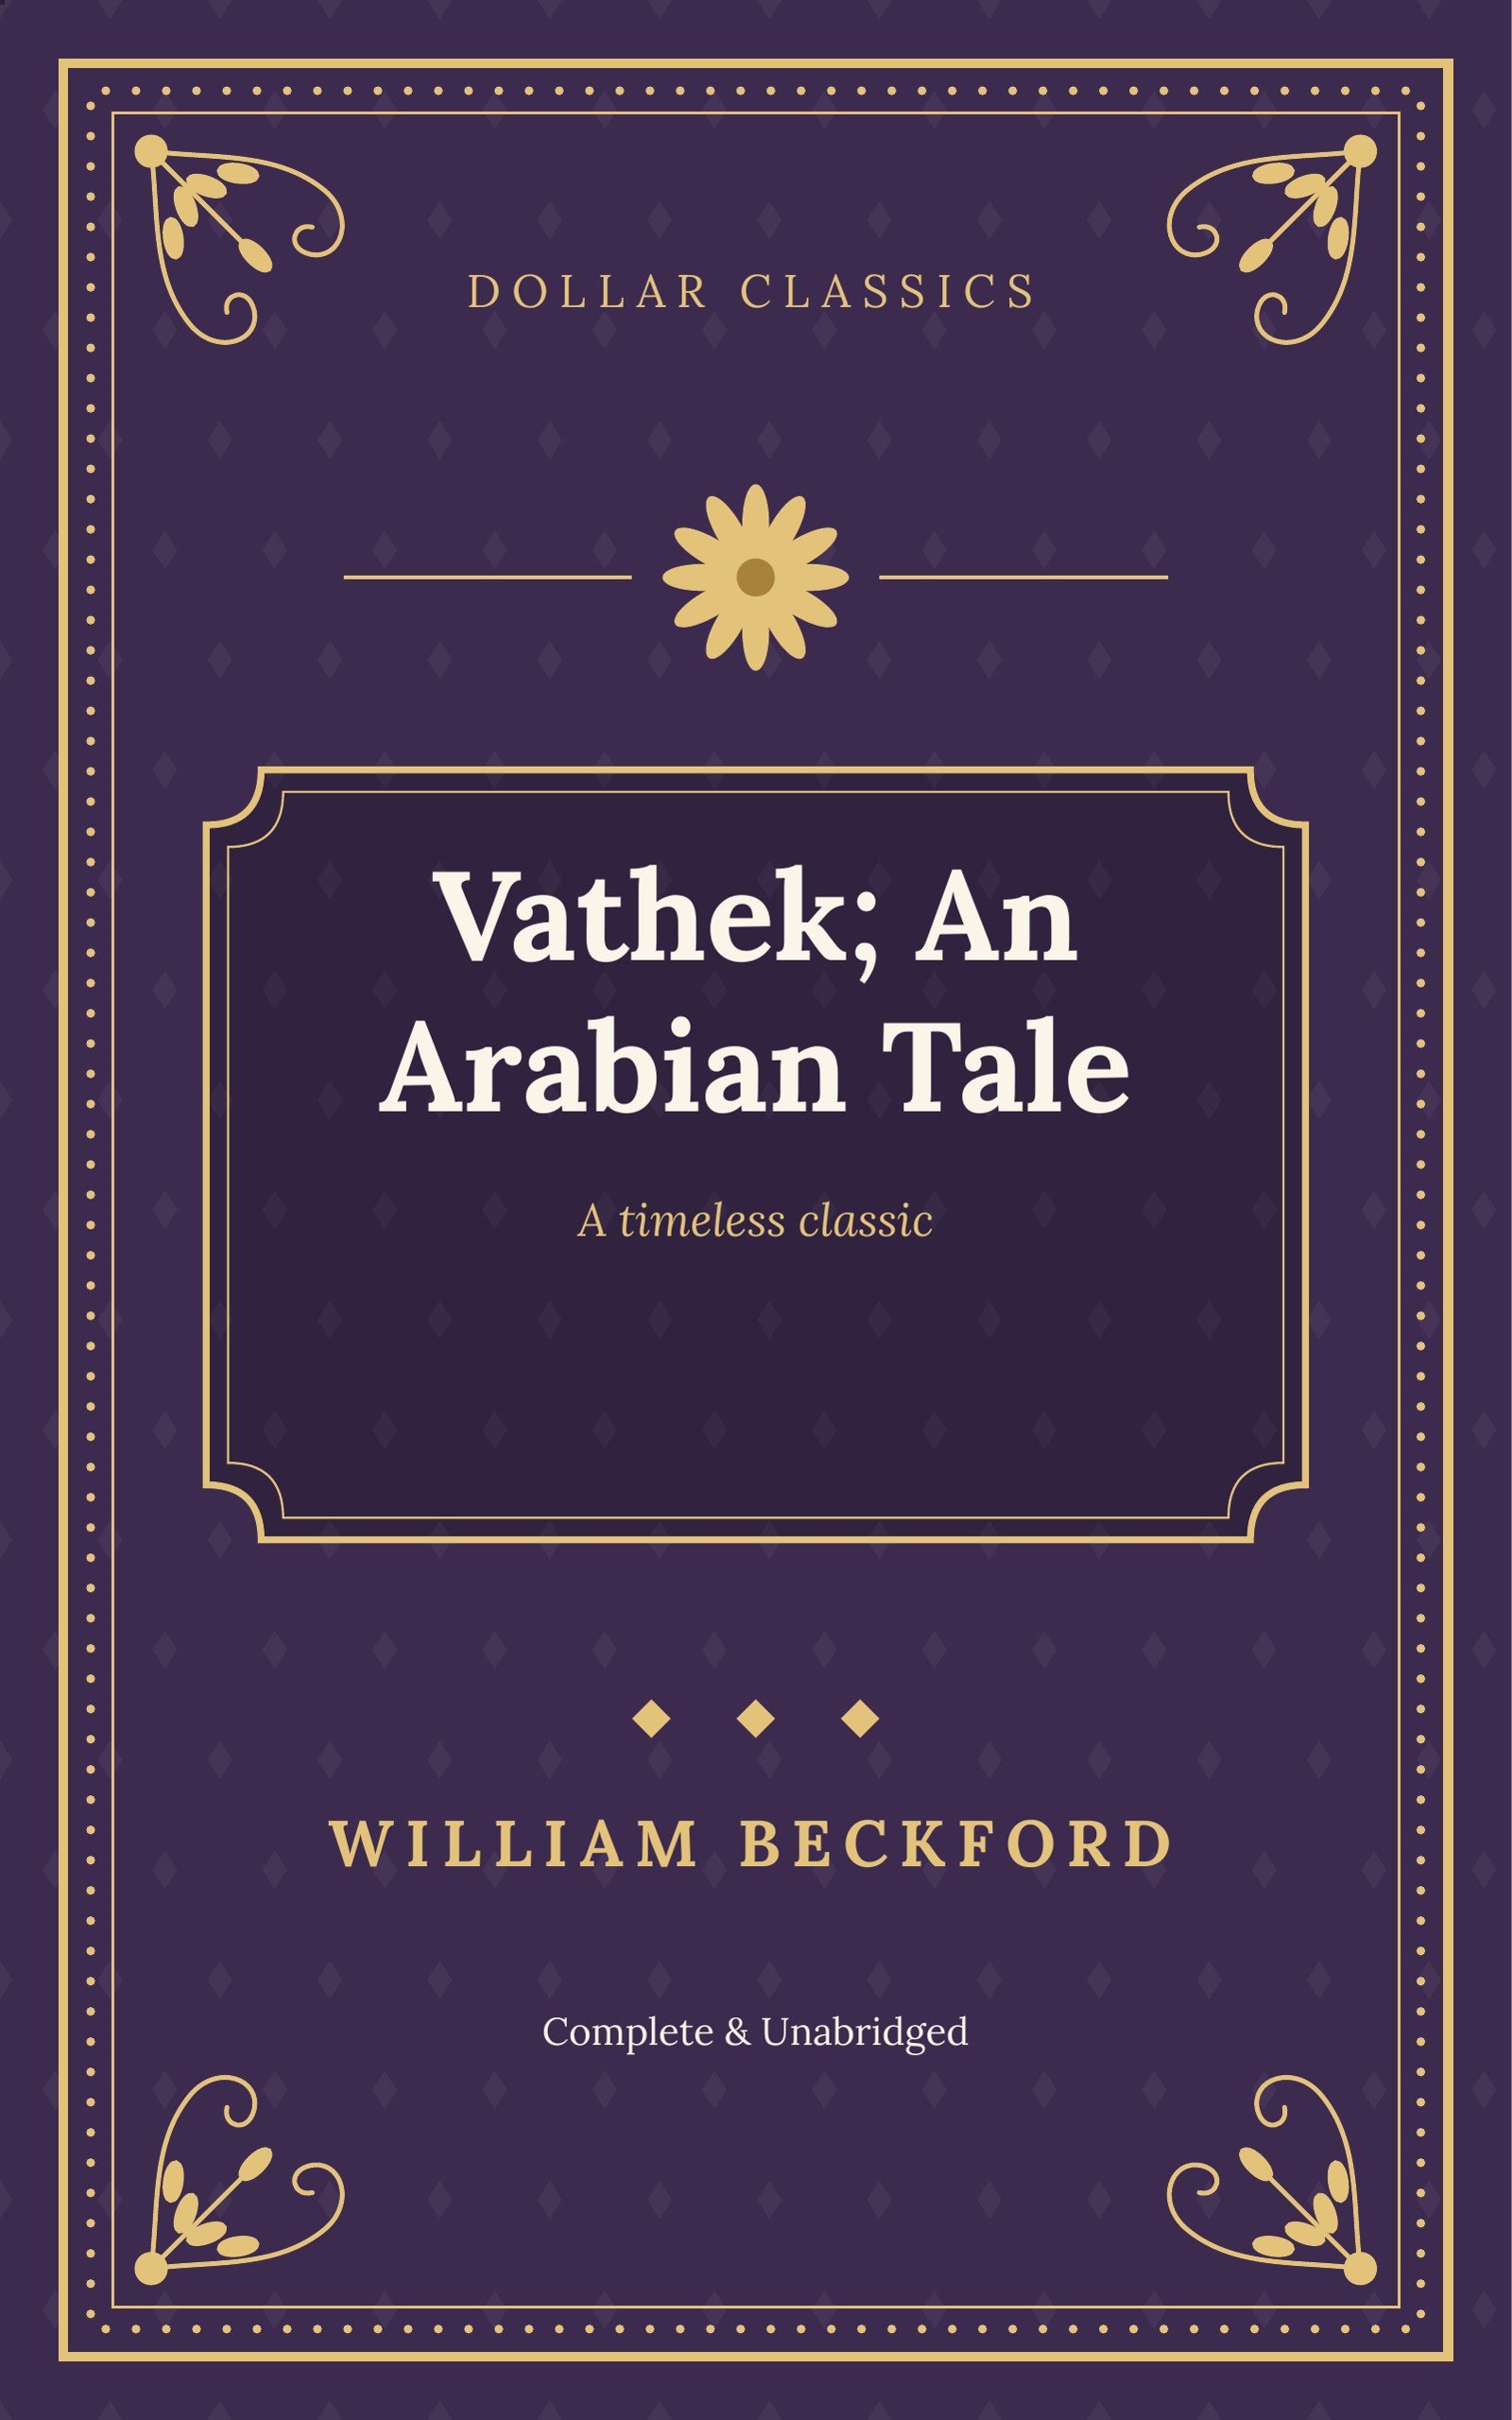 DOLLAR CLASSICS
Vathek; An
Arabian Tale
A timeless classic
WILLIAM BECKFORD
Complete & Unabridged